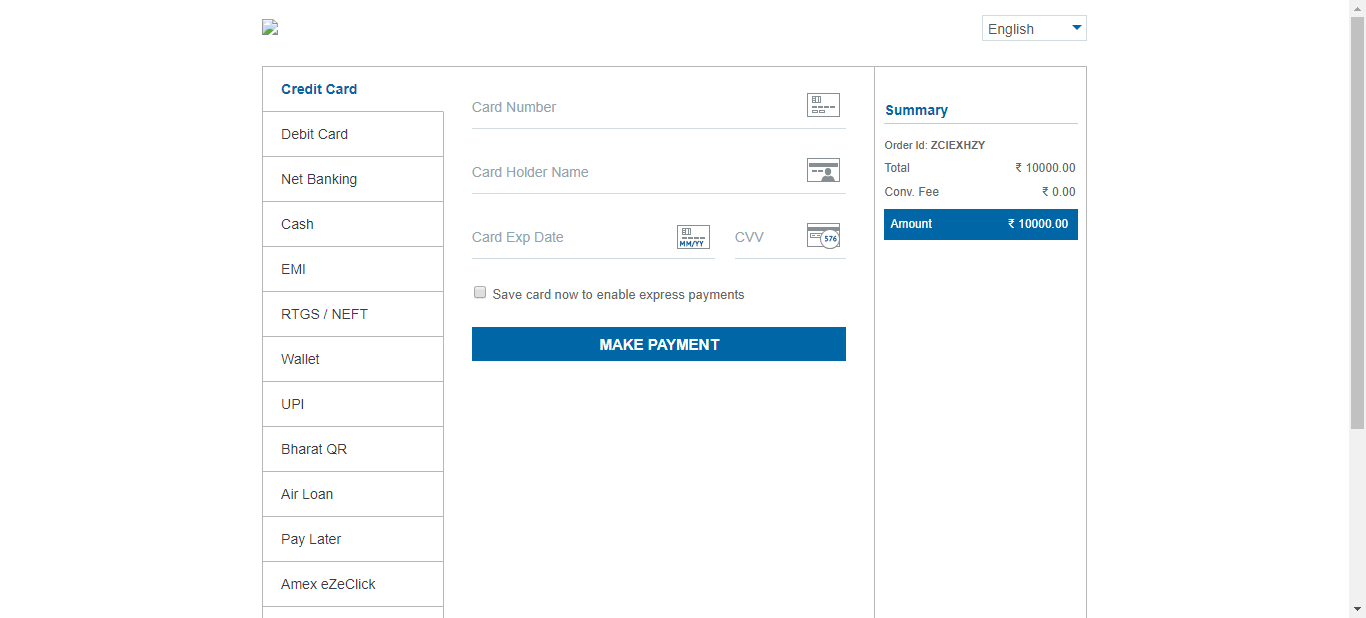 English
Credit Card
Debit Card
Net Banking
Cash
EMI
RTGS / NEFT
Wallet
UPI
Bharat QR
Air Loan
Pay Later
Amex eZeClick
Card Number
Card Holder Name
Card Exp Date
MM/YY
CVV
576
Save card now to enable express payments
MAKE PAYMENT
Summary
Order Id: ZCIEXHZY
Total ₹ 10000.00
Conv. Fee ₹ 0.00
Amount ₹ 10000.00